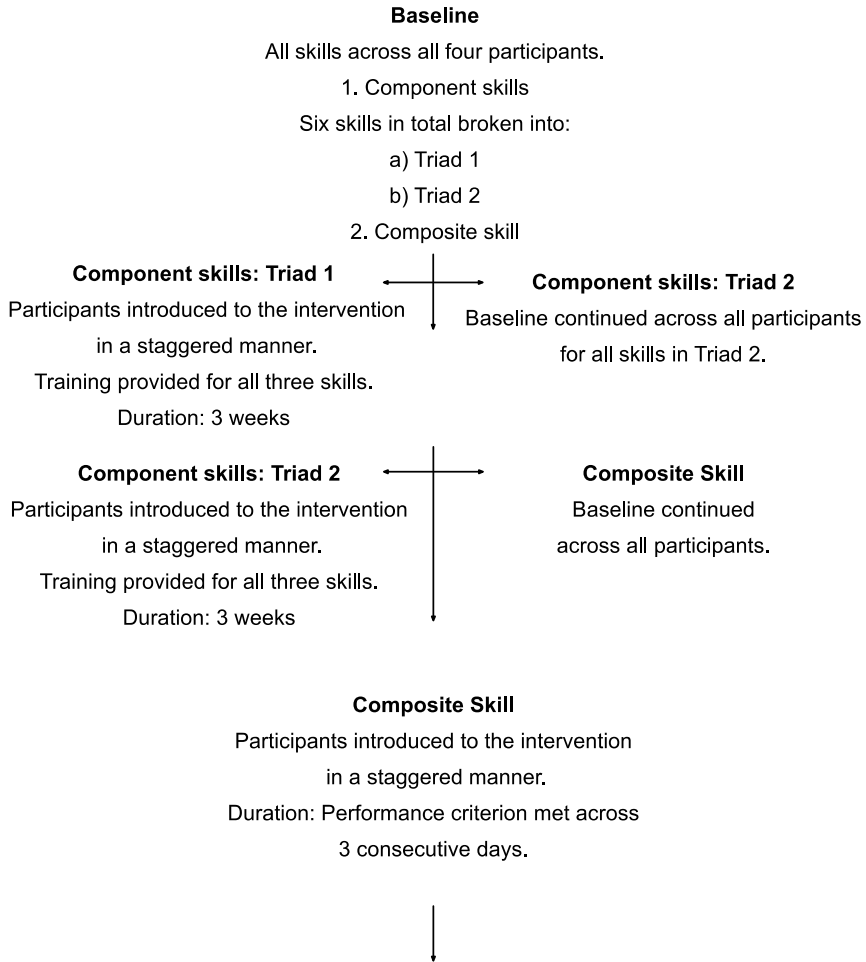 Baseline
All skills across all four participants.
1. Component skills
Six skills in total broken into:
a) Triad 1
b) Triad 2
2. Composite skill
Component skills: Triad 1
Participants introduced to the intervention
in a staggered manner.
Training provided for all three skills.
Duration: 3 weeks
Component skills: Triad 2
Baseline continued across all participants
for all skills in Triad 2.
Component skills: Triad 2
Participants introduced to the intervention
in a staggered manner.
Training provided for all three skills.
Duration: 3 weeks
Composite Skill
Baseline continued
across all participants.
Composite Skill
Participants introduced to the intervention
in a staggered manner.
Duration: Performance criterion met across
3 consecutive days.